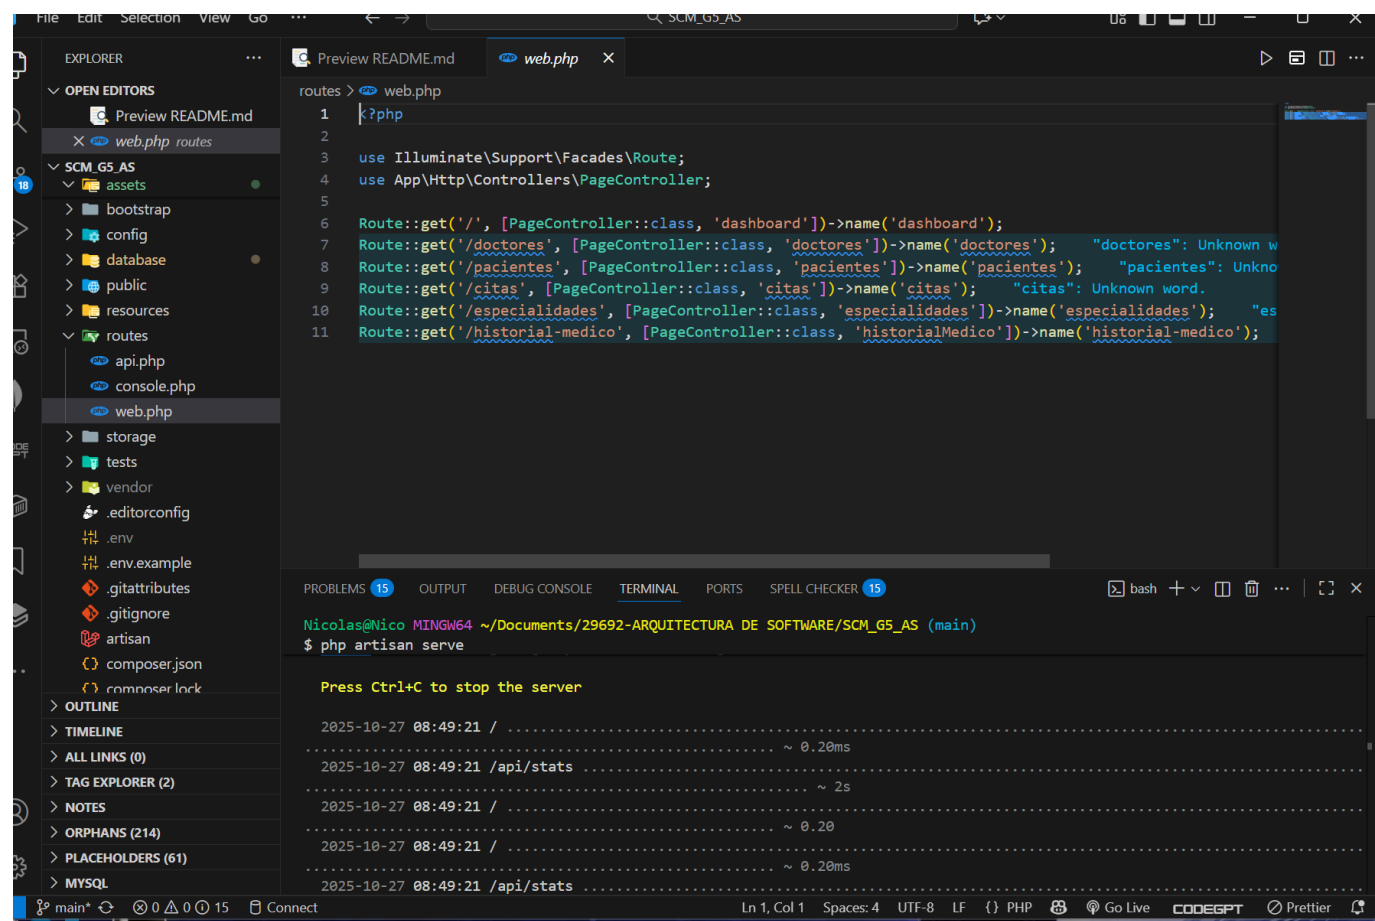 File Edit Selection View Go ··· SCM_G5_AS
EXPLORER
Preview README.md
web.php
OPEN EDITORS
Preview README.md
web.php routes
SCM_G5_AS
assets
bootstrap
config
database
public
resources
routes
api.php
console.php
web.php
storage
tests
vendor
.editorconfig
.env
.env.example
.gitattributes
.gitignore
artisan
composer.json
composer.lock
OUTLINE
TIMELINE
ALL LINKS (0)
TAG EXPLORER (2)
NOTES
ORPHANS (214)
PLACEHOLDERS (61)
MYSQL
18
routes > web.php
1 <?php
2
3 use Illuminate\Support\Facades\Route;
4 use App\Http\Controllers\PageController;
5
6 Route::get('/', [PageController::class, 'dashboard'])->name('dashboard');
7 Route::get('/doctores', [PageController::class, 'doctores'])->name('doctores'); "doctores": Unknown w
8 Route::get('/pacientes', [PageController::class, 'pacientes'])->name('pacientes'); "pacientes": Unkno
9 Route::get('/citas', [PageController::class, 'citas'])->name('citas'); "citas": Unknown word.
10 Route::get('/especialidades', [PageController::class, 'especialidades'])->name('especialidades'); "es
11 Route::get('/historial-medico', [PageController::class, 'historialMedico'])->name('historial-medico');
PROBLEMS 15 OUTPUT DEBUG CONSOLE TERMINAL PORTS SPELL CHECKER 15 bash
Nicolas@Nico MINGW64 ~/Documents/29692-ARQUITECTURA DE SOFTWARE/SCM_G5_AS (main)
$ php artisan serve
Press Ctrl+C to stop the server
2025-10-27 08:49:21 / ........................................
........................................ ~ 0.20ms
2025-10-27 08:49:21 /api/stats ........................................
........................................ ~ 2s
2025-10-27 08:49:21 / ........................................
........................................ ~ 0.20
2025-10-27 08:49:21 / ........................................
........................................ ~ 0.20ms
2025-10-27 08:49:21 /api/stats ........................................
main* 0 0 15 Connect Ln 1, Col 1 Spaces: 4 UTF-8 LF {} PHP Go Live CODEGPT Prettier